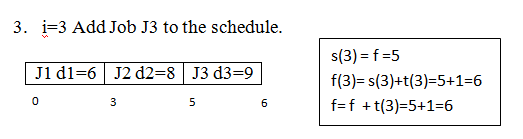 3. i=3 Add Job J3 to the schedule.
J1 d1=6 J2 d2=8 J3 d3=9
0 3 5 6
s(3) = f =5
f(3)= s(3)+t(3)=5+1=6
f= f + t(3)=5+1=6